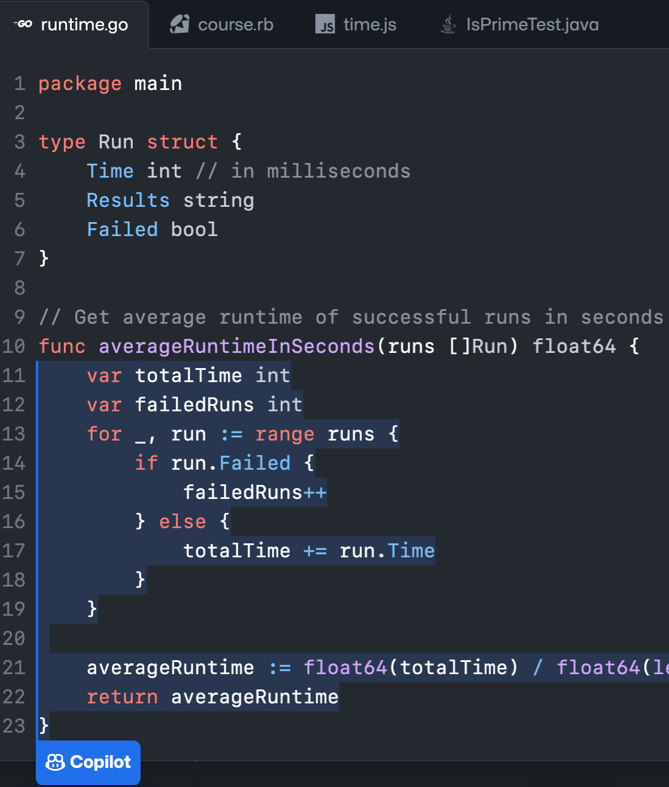 GO runtime.go course.rb JS time.js IsPrimeTest.java
1 package main
2
3 type Run struct {
4 Time int // in milliseconds
5 Results string
6 Failed bool
7 }
8
9 // Get average runtime of successful runs in seconds
10 func averageRuntimeInSeconds(runs []Run) float64 {
11 var totalTime int
12 var failedRuns int
13 for _, run := range runs {
14 if run.Failed {
15 failedRuns++
16 } else {
17 totalTime += run.Time
18 }
19 }
20
21 averageRuntime := float64(totalTime) / float64(le
22 return averageRuntime
23 }
Copilot